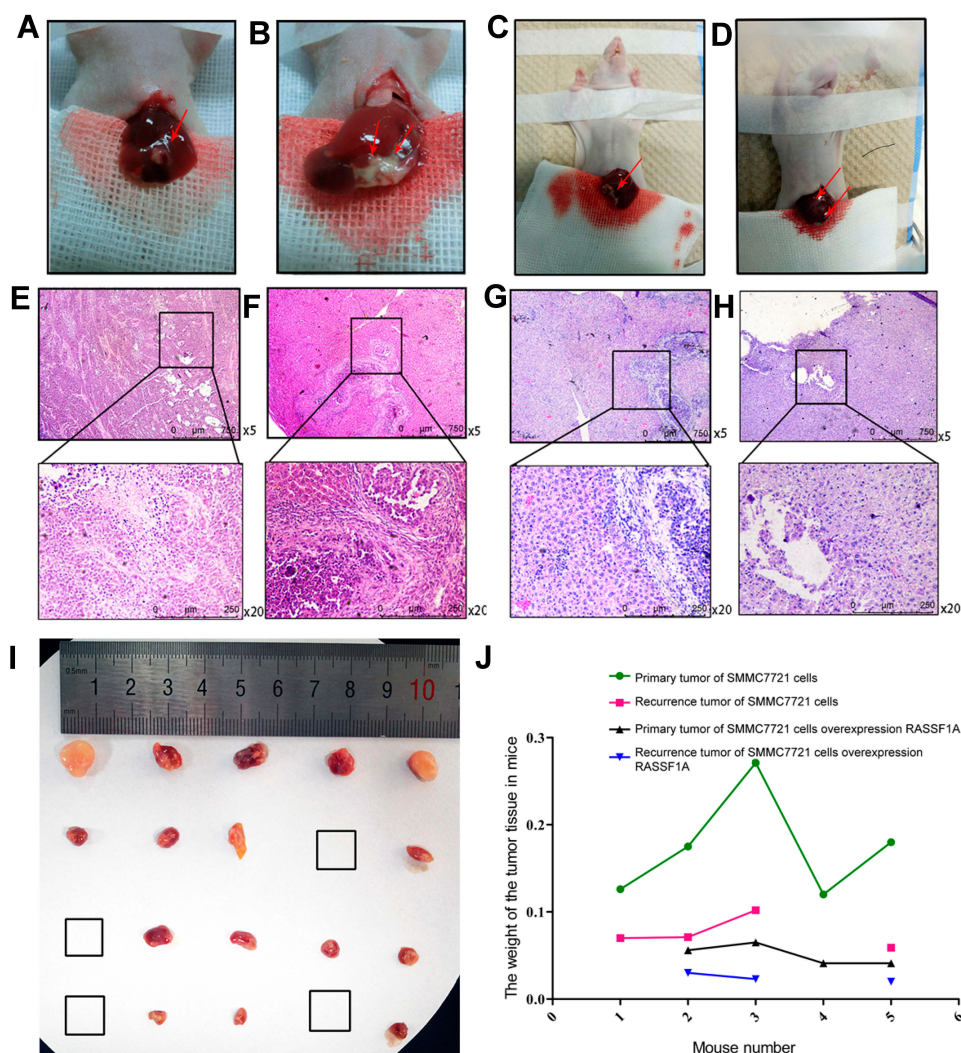 A
B
C
D
E
F
G
H
0 µm 750
x5
0 µm 750
x5
0 µm 750
x5
0 µm 750
x5
0 µm 250
x20
0 µm 250
x20
0 µm 250
x20
0 µm 250
x20
I
0.5mm
mm
1 2 3 4 5 6 7 8 9 10 1
mm
J
Primary tumor of SMMC7721 cells
Recurrence tumor of SMMC7721 cells
Primary tumor of SMMC7721 cells overexpression RASSF1A
Recurrence tumor of SMMC7721 cells overexpression
RASSF1A
The weight of the tumor tissue in mice
0.3
0.2
0.1
0.0
0 1 2 3 4 5 6
Mouse number